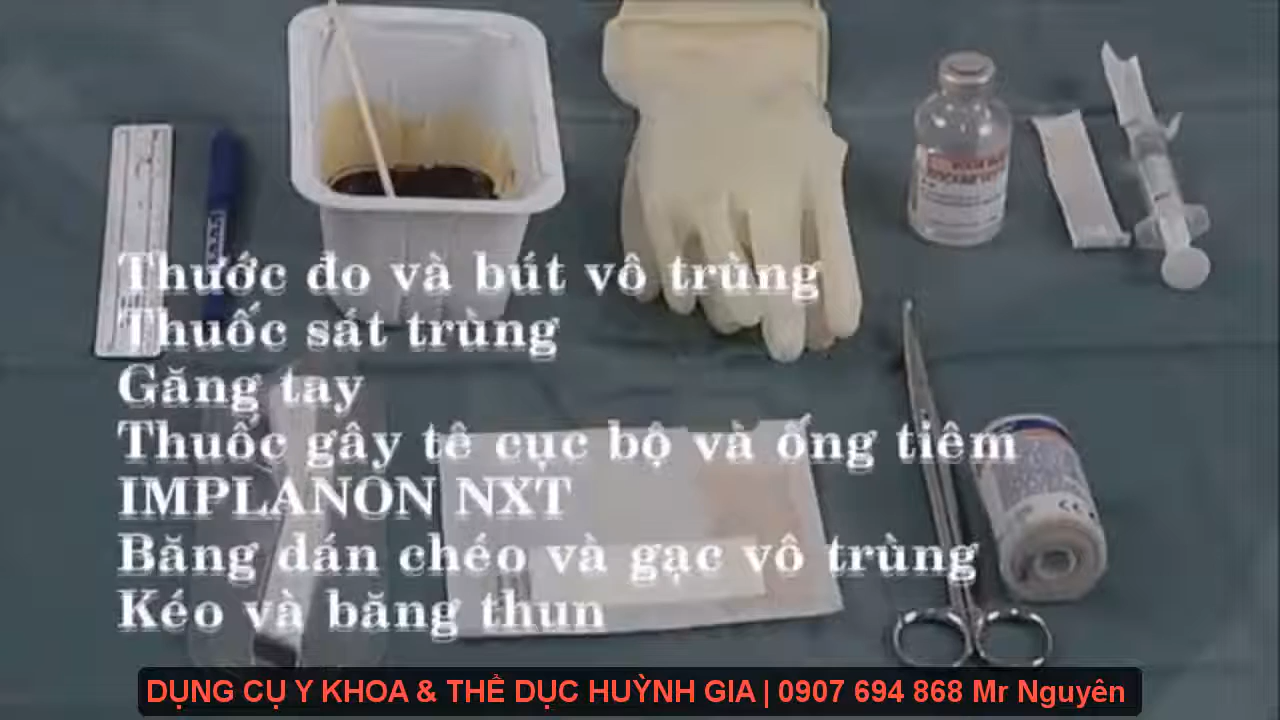 Thước đo và bút vô trùng
Thuốc sát trùng
Găng tay
Thuốc gây tê cục bộ và ống tiêm
IMPLANON NXT
Băng dán chéo và gạc vô trùng
Kéo và băng thun
DỤNG CỤ Y KHOA & THỂ DỤC HUỲNH GIA | 0907 694 868 Mr Nguyên